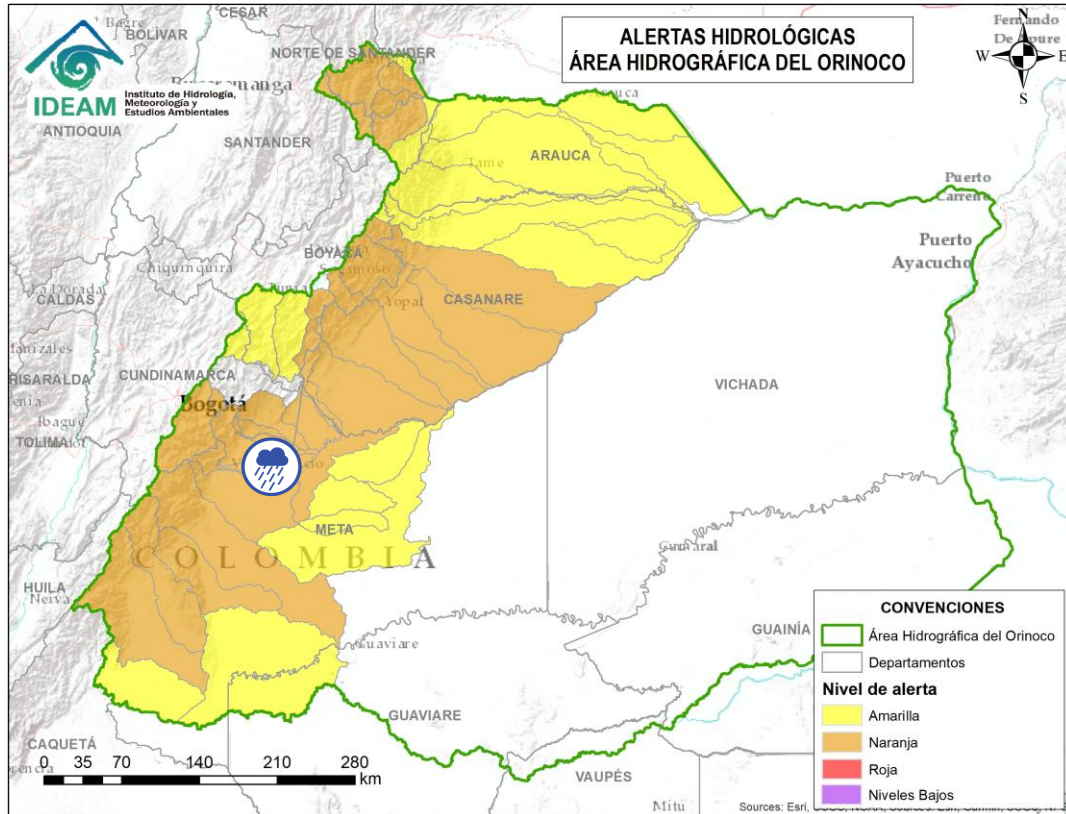 ALERTAS HIDROLÓGICAS
ÁREA HIDROGRÁFICA DEL ORINOCO
IDEAM
Instituto de Hidrología,
Meteorología y
Estudios Ambientales
N
W
E
S
CESAR
BOLÍVAR
NORTE DE SANTANDER
ANTIOQUIA
SANTANDER
ARAUCA
Tame
Puerto
Carreño
Puerto
Ayacucho
BOYACÁ
Chiquinquira
CALDAS
Yopal
CASANARE
CUNDINAMARCA
RISARALDA
VICHADA
Bogotá
Ibague
TOLIMA
META
COLOMBIA
HUILA
Neiva
Guaviare
GUAINÍA
GUAVIARE
CAQUETÁ
VAUPÉS
Mitú
0 35 70 140 210 280
km
CONVENCIONES
Área Hidrográfica del Orinoco
Departamentos
Nivel de alerta
Amarilla
Naranja
Roja
Niveles Bajos